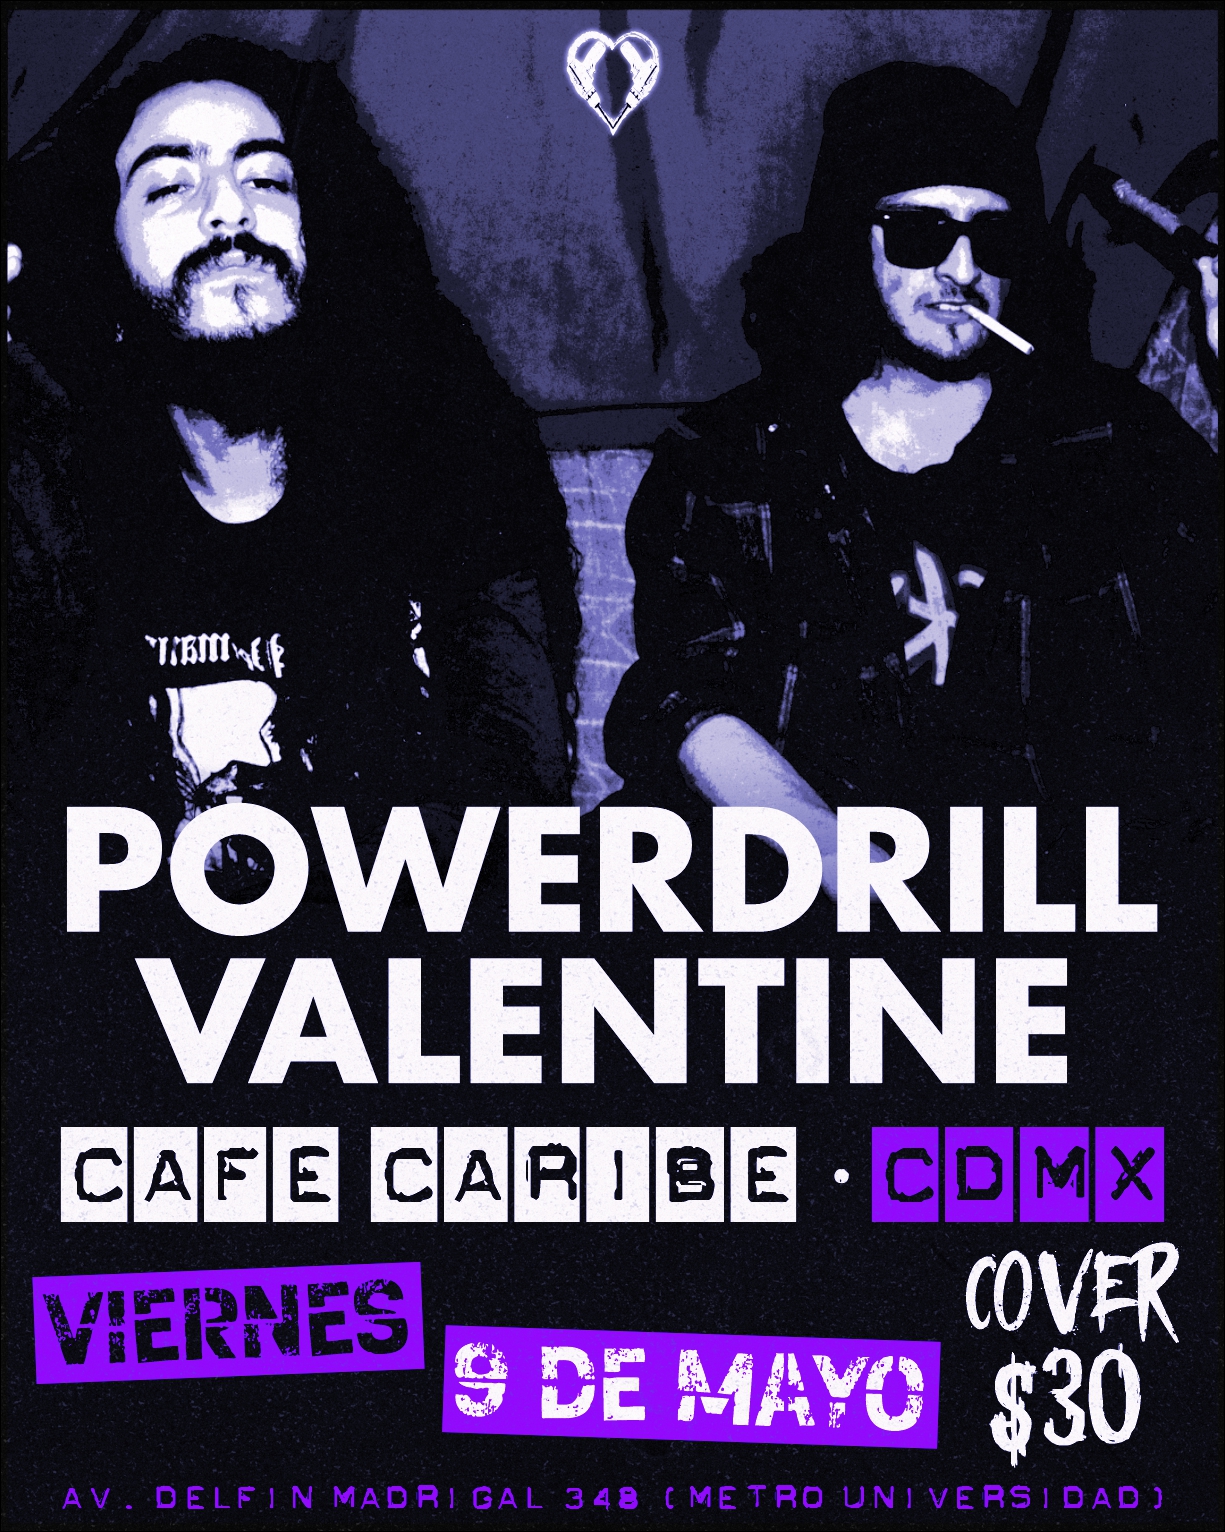 POWERDRILL
VALENTINE
CAFE CARIBE · CDMX
VIERNES
9 DE MAYO
COVER
$30
AV. DELFIN MADRIGAL 348 (METRO UNIVERSIDAD)